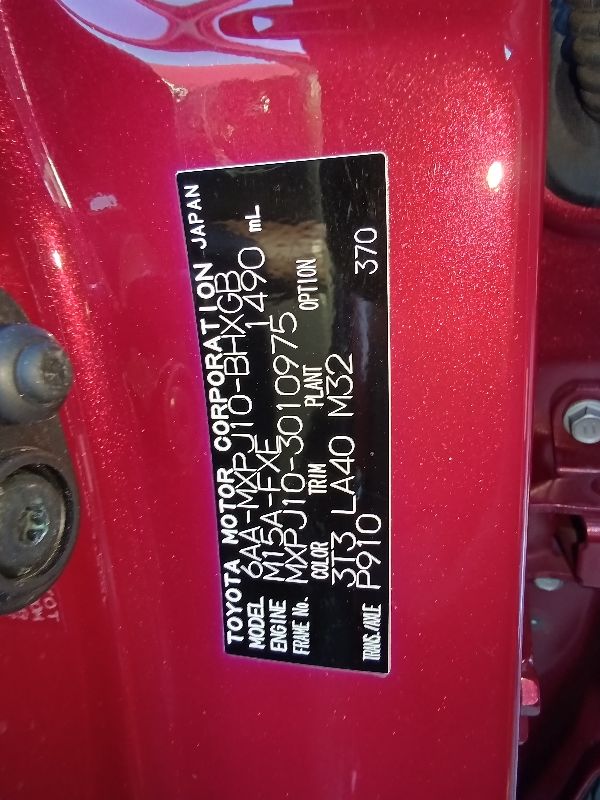 TOYOTA MOTOR CORPORATION JAPAN
MODEL 6AA-MXPJ10-BHXGB
ENGINE M15A-FXE 1490 mL
FRAME No. MXPJ10-3010975
COLOR TRIM PLANT OPTION
3T3 LA40 M32
TRANS./AXLE P910 370